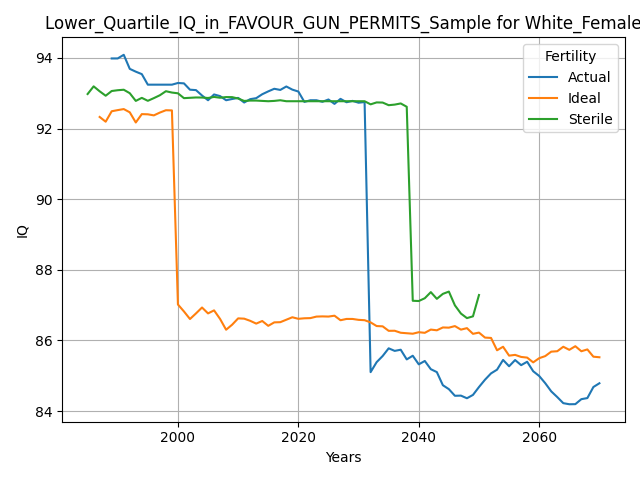 Lower_Quartile_IQ_in_FAVOUR_GUN_PERMITS_Sample for White_Female
Fertility
Actual
Ideal
Sterile
IQ
94
92
90
88
86
84
2000
2020
2040
2060
Years